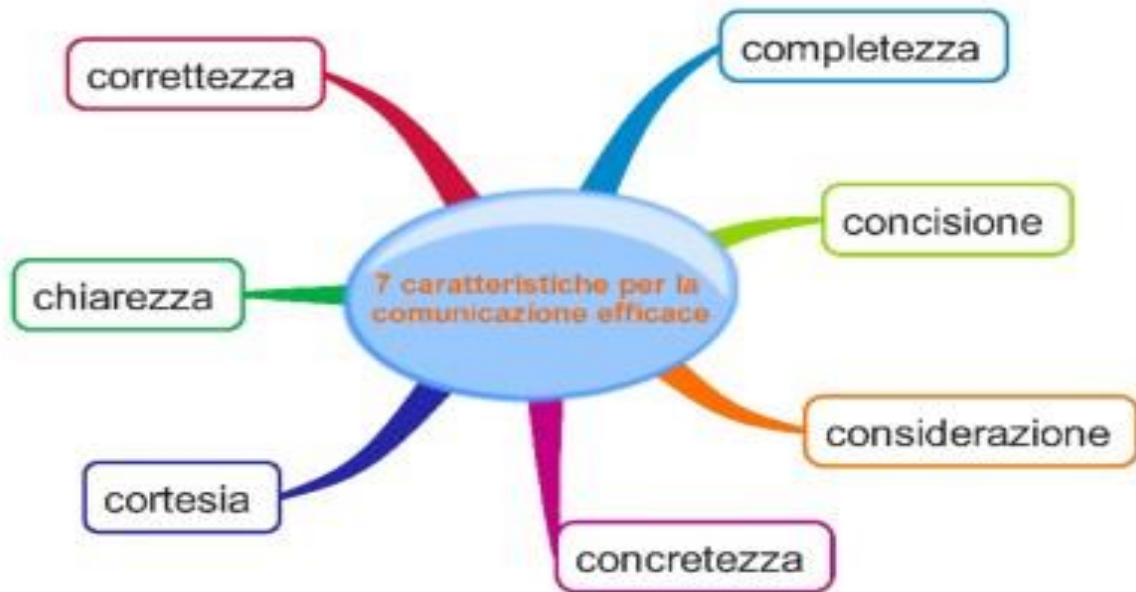 completezza
correttezza
concisione
chiarezza
7 caratteristiche per la
comunicazione efficace
considerazione
cortesia
concretezza